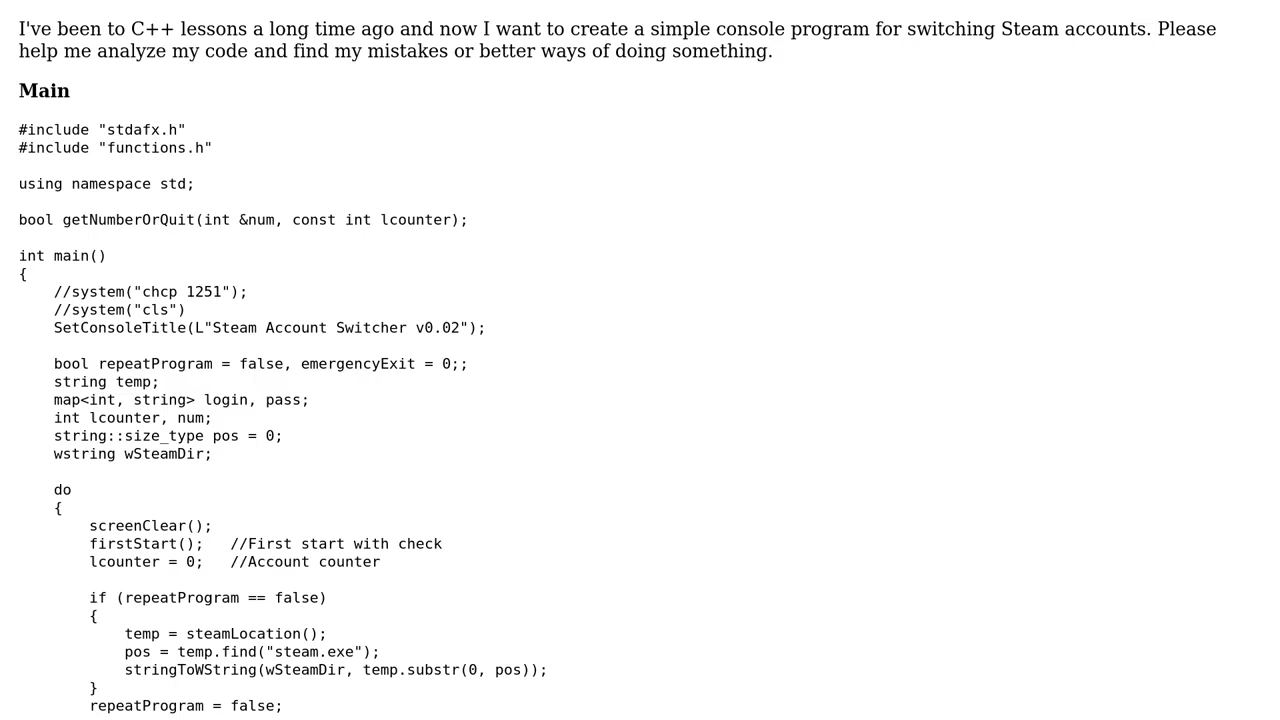 I've been to C++ lessons a long time ago and now I want to create a simple console program for switching Steam accounts. Please
help me analyze my code and find my mistakes or better ways of doing something.
Main
#include "stdafx.h"
#include "functions.h"
using namespace std;
bool getNumberOrQuit(int &num, const int lcounter);
int main()
{
    //system("chcp 1251");
    //system("cls")
    SetConsoleTitle(L"Steam Account Switcher v0.02");
    bool repeatProgram = false, emergencyExit = 0;;
    string temp;
    map<int, string> login, pass;
    int lcounter, num;
    string::size_type pos = 0;
    wstring wSteamDir;
    do
    {
        screenClear();
        firstStart();   //First start with check
        lcounter = 0;   //Account counter
        if (repeatProgram == false)
        {
            temp = steamLocation();
            pos = temp.find("steam.exe");
            stringToWString(wSteamDir, temp.substr(0, pos));
        }
        repeatProgram = false;